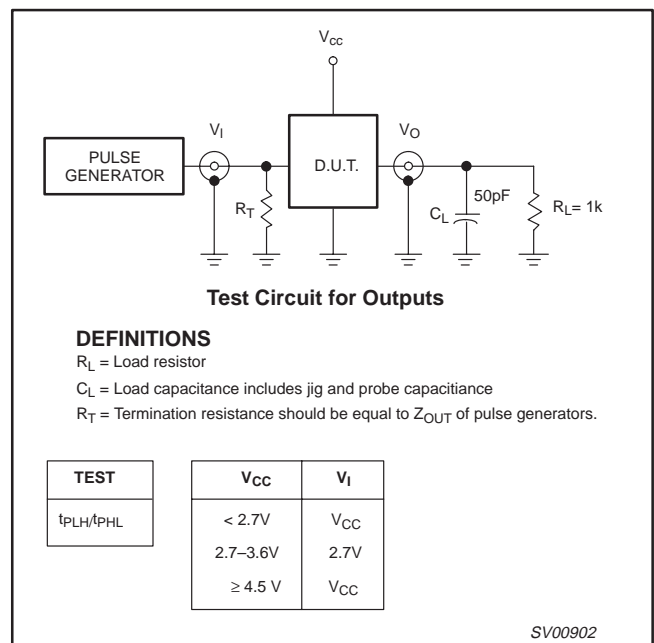 Vcc
VI
VO
PULSE
GENERATOR
D.U.T.
RT
50pF
CL
RL= 1k
Test Circuit for Outputs
DEFINITIONS
RL = Load resistor
CL = Load capacitance includes jig and probe capacitiance
RT = Termination resistance should be equal to ZOUT of pulse generators.
TEST
tPLH/tPHL
VCC VI
< 2.7V VCC
2.7–3.6V 2.7V
≥ 4.5 V VCC
SV00902